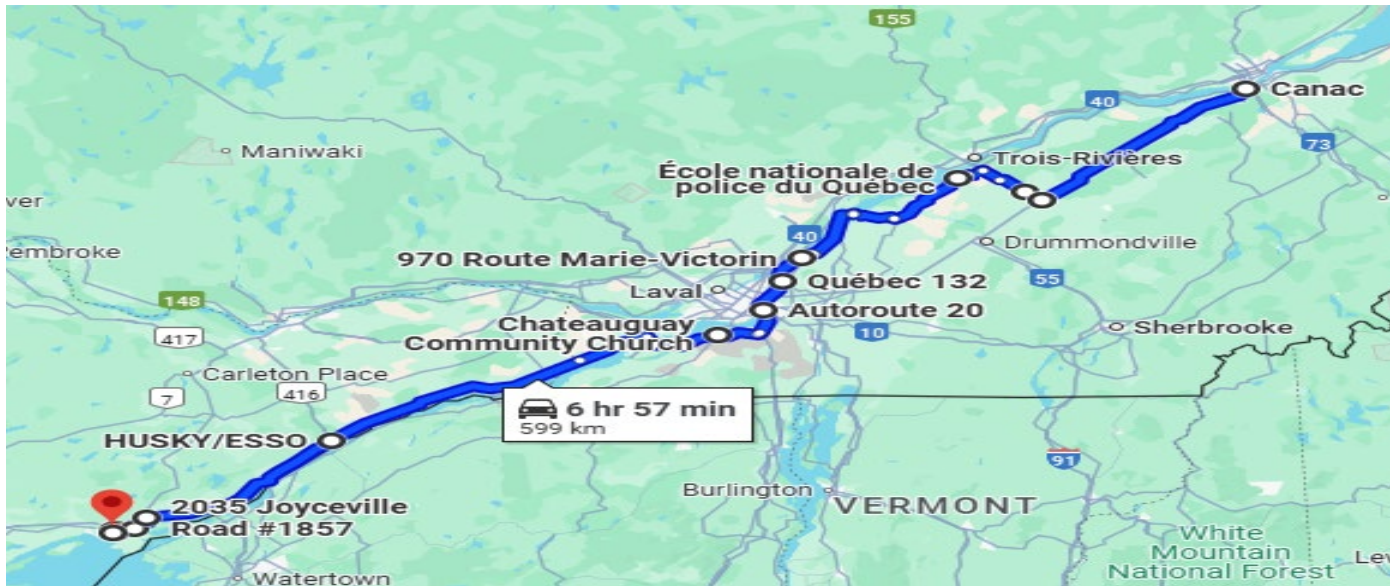 155
40
Canac
Maniwaki
73
Trois-Rivières
École nationale de
police du Québec
ver
Pembroke
40
Drummondville
970 Route Marie-Victorin
55
Laval
Québec 132
148
Autoroute 20
Chateauguay
Community Church
10
Sherbrooke
417
Carleton Place
7
416
6 hr 57 min
599 km
HUSKY/ESSO
91
Burlington
VERMONT
2035 Joyceville
Road #1857
White
Mountain
National Forest
Lew
Watertown